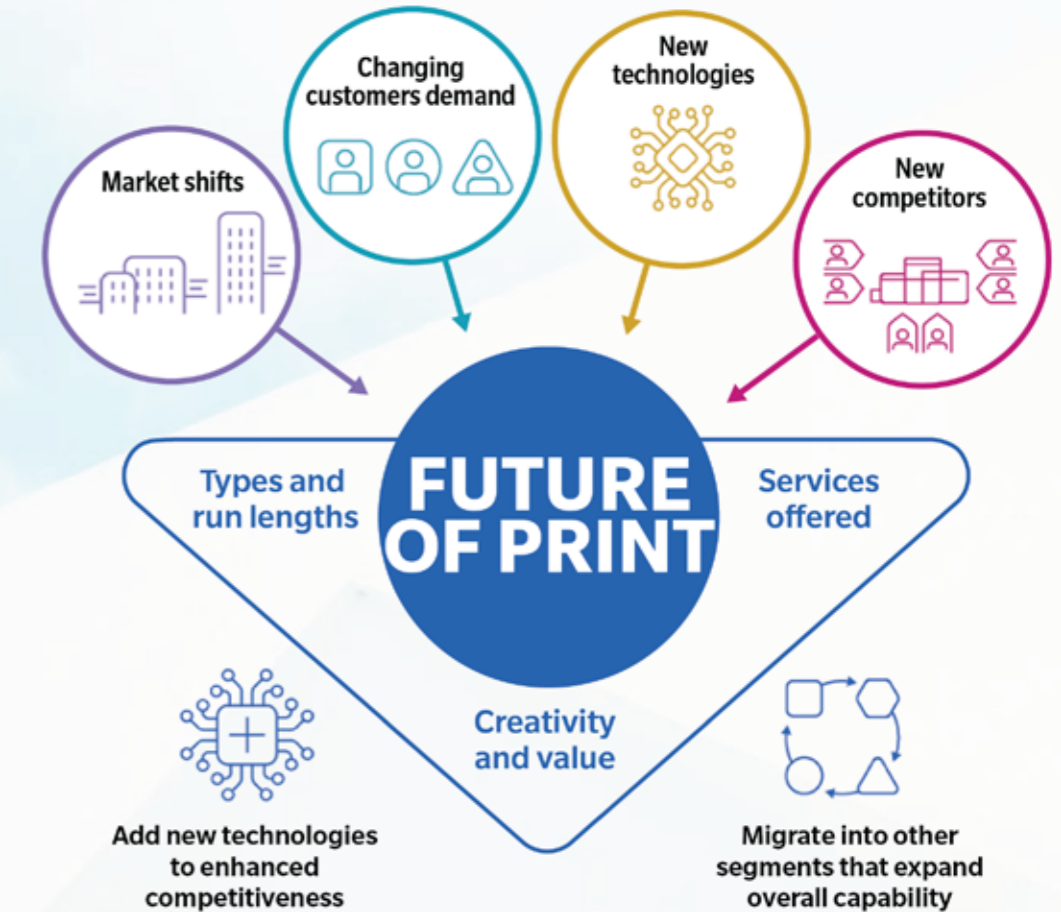 Market shifts
Changing
customers demand
New
technologies
New
competitors
Types and
run lengths
FUTURE
OF PRINT
Services
offered
Creativity
and value
Add new technologies
to enhanced
competitiveness
Migrate into other
segments that expand
overall capability